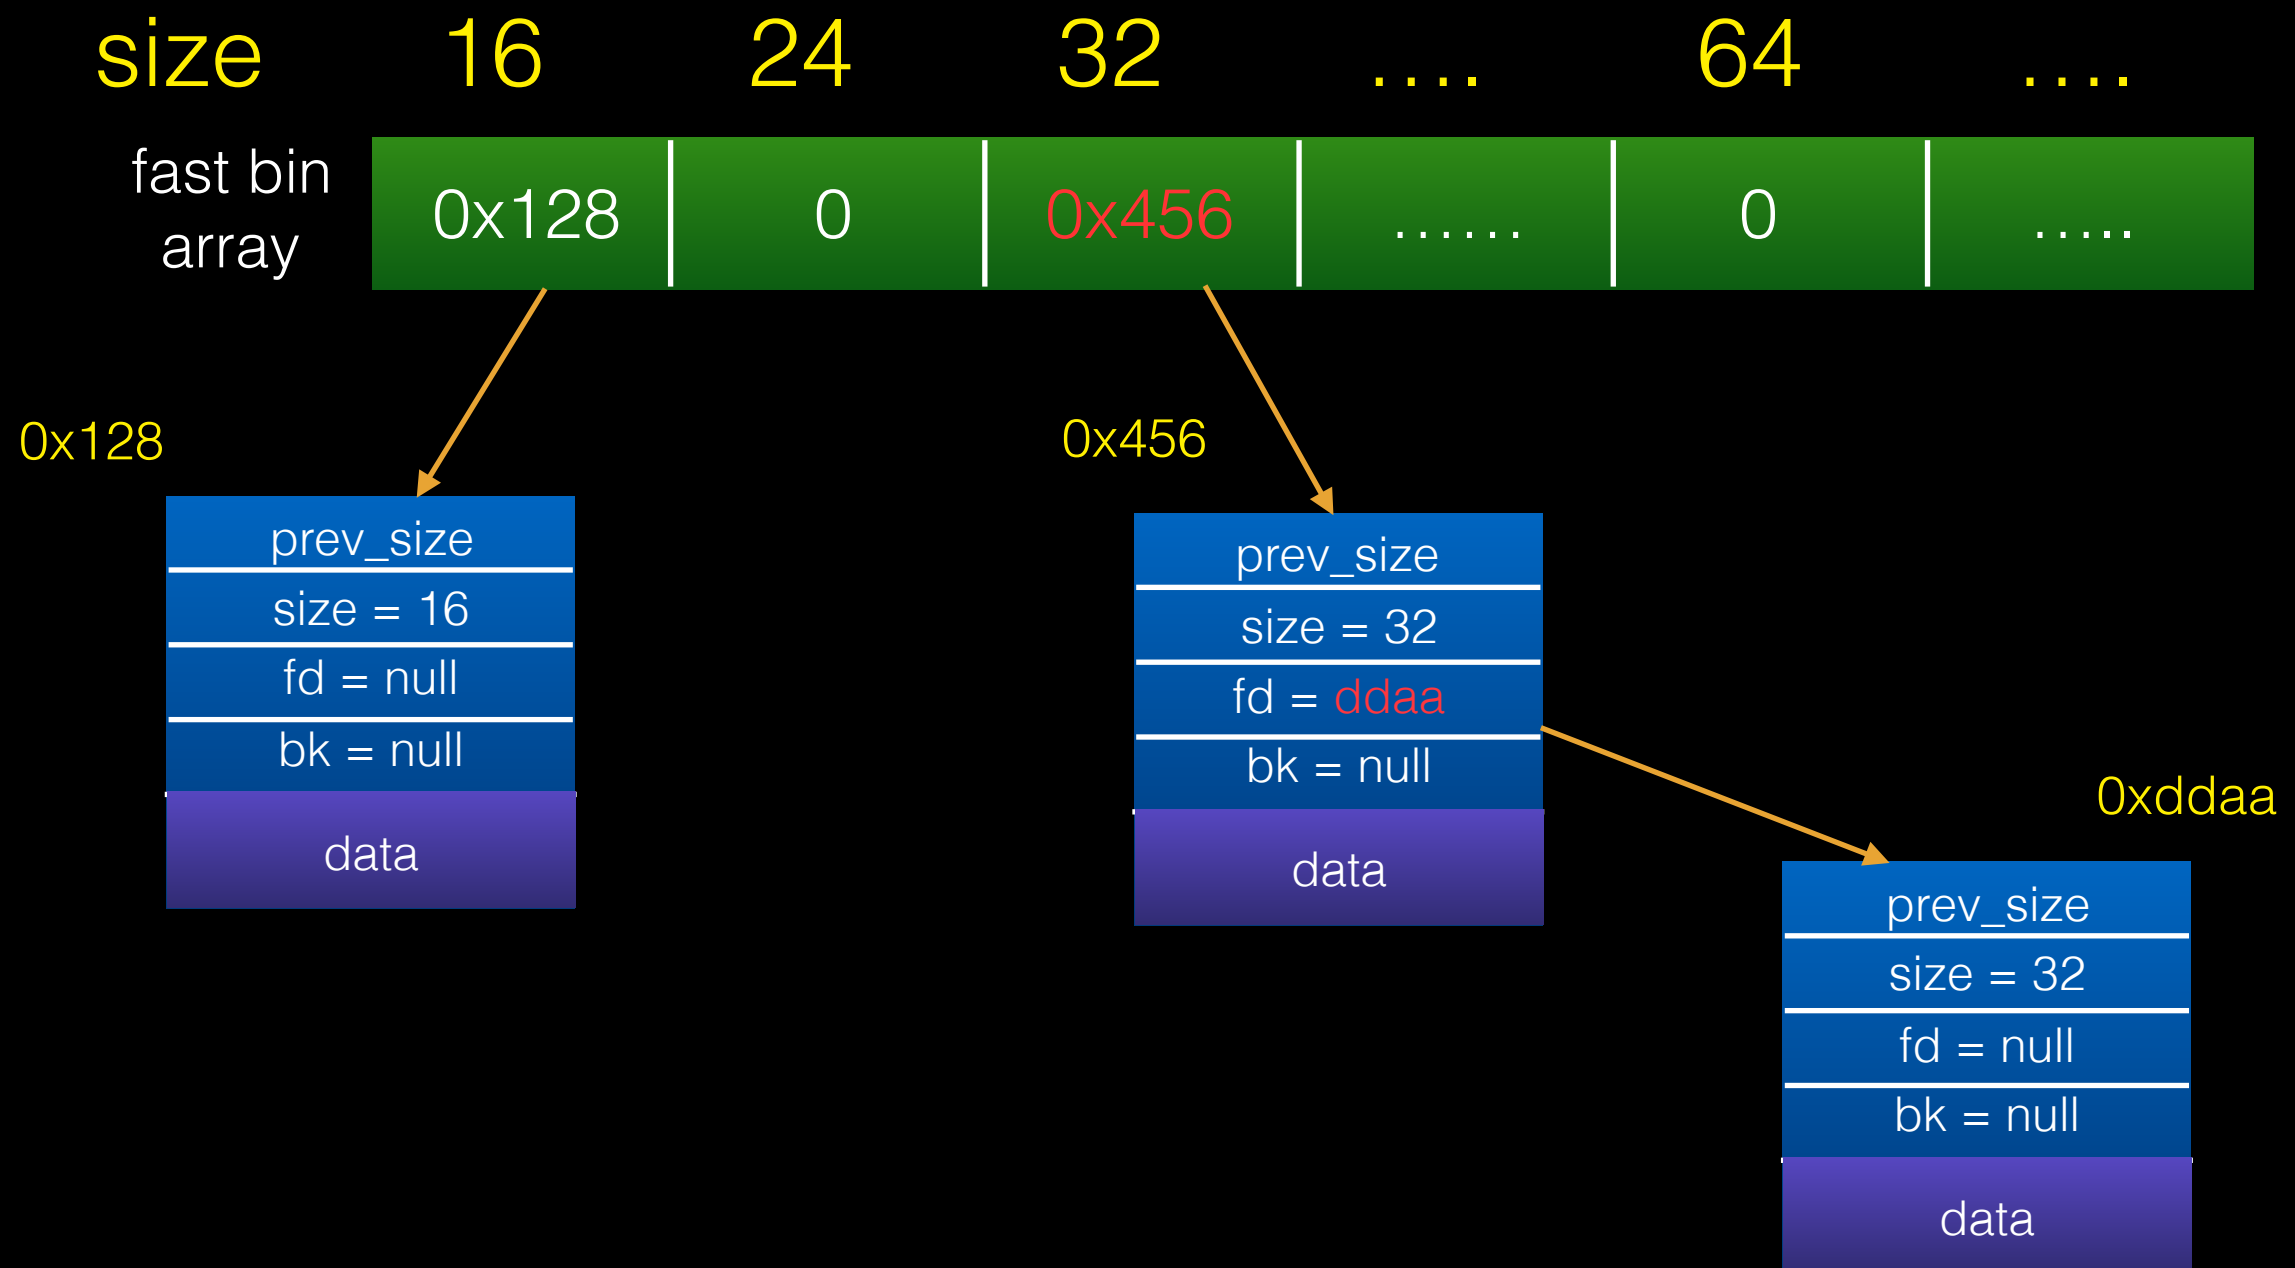 size 16 24 32 .... 64 ....
fast bin
array
0x128 0 0x456 ...... 0 .....
0x128
prev_size
size = 16
fd = null
bk = null
data
0x456
prev_size
size = 32
fd = ddaa
bk = null
data
0xddaa
prev_size
size = 32
fd = null
bk = null
data